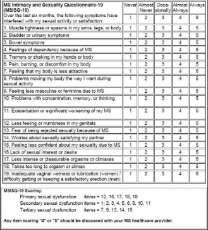 MS Intimacy and Sexuality Questionnaire-19
(MSISQ-19)
Over the last six months, the following symptoms have
interfered with my sexual activity or satisfaction:
Never
Almost Never
Occa- sionally
Almost Always
Always
1. Muscle tightness or spasms in my arms, legs, or body
1 2 3 4 5
2. Bladder or urinary symptoms
1 2 3 4 5
3. Bowel symptoms
1 2 3 4 5
4. Feelings of dependency because of MS
1 2 3 4 5
5. Tremors or shaking in my hands or body
1 2 3 4 5
6. Pain, burning, or discomfort in my body
1 2 3 4 5
7. Feeling that my body is less attractive
1 2 3 4 5
8. Problems moving my body the way I want during
sexual activity
1 2 3 4 5
9. Feeling less masculine or feminine due to MS
1 2 3 4 5
10. Problems with concentration, memory, or thinking
1 2 3 4 5
11. Exacerbation or significant worsening of my MS
1 2 3 4 5
12. Less feeling or numbness in my genitals
1 2 3 4 5
13. Fear of being rejected sexually because of MS
1 2 3 4 5
14. Worries about sexually satisfying my partner
1 2 3 4 5
15. Feeling less confident about my sexuality due to MS
1 2 3 4 5
16. Lack of sexual interest or desire
1 2 3 4 5
17. Less intense or pleasurable orgasms or climaxes
1 2 3 4 5
18. Takes too long to orgasm or climax
1 2 3 4 5
19. Inadequate vaginal wetness or lubrication (women) /
difficulty getting or keeping a satisfactory erection (men)
1 2 3 4 5
MSISQ-19 Scoring:
Primary sexual dysfunction items = 12, 16, 17, 18, 19
Secondary sexual dysfunction items = 1, 2, 3, 4, 5, 6, 8, 10, 11
Tertiary sexual dysfunction items = 7, 9, 13, 14, 15
Any item scoring "4" or "5" should be discussed with your MS healthcare provider.